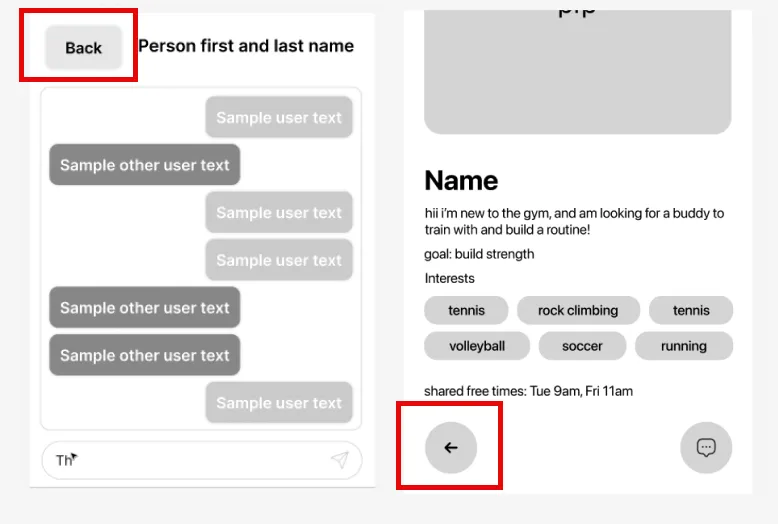 Back
Person first and last name
Sample user text
Sample other user text
Sample user text
Sample user text
Sample other user text
Sample other user text
Sample user text
Th
Name
hii i'm new to the gym, and am looking for a buddy to
train with and build a routine!
goal: build strength
Interests
tennis rock climbing tennis
volleyball soccer running
shared free times: Tue 9am, Fri 11am